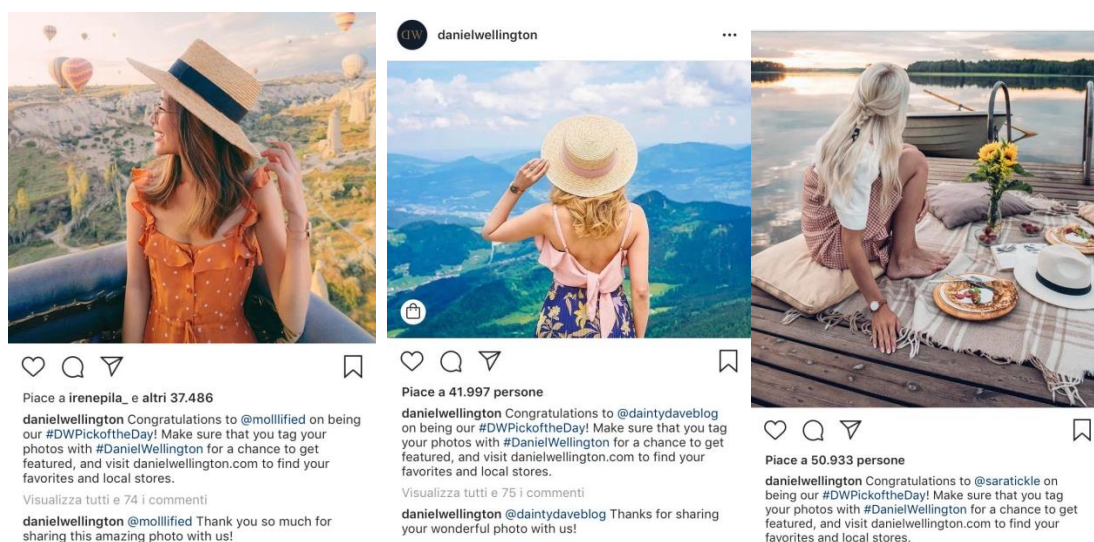 Piace a irenepila_ e altri 37.486
danielwellington Congratulations to @molllified on being
our #DWPickoftheDay! Make sure that you tag your
photos with #DanielWellington for a chance to get
featured, and visit danielwellington.com to find your
favorites and local stores.
Visualizza tutti e 74 i commenti
danielwellington @molllified Thank you so much for
sharing this amazing photo with us!
DW danielwellington
Piace a 41.997 persone
danielwellington Congratulations to @daintydaveblog
on being our #DWPickoftheDay! Make sure that you tag
your photos with #DanielWellington for a chance to get
featured, and visit danielwellington.com to find your
favorites and local stores.
Visualizza tutti e 75 i commenti
danielwellington @daintydaveblog Thanks for sharing
your wonderful photo with us!
Piace a 50.933 persone
danielwellington Congratulations to @saratickle on
being our #DWPickoftheDay! Make sure that you tag
your photos with #DanielWellington for a chance to get
featured, and visit danielwellington.com to find your
favorites and local stores.